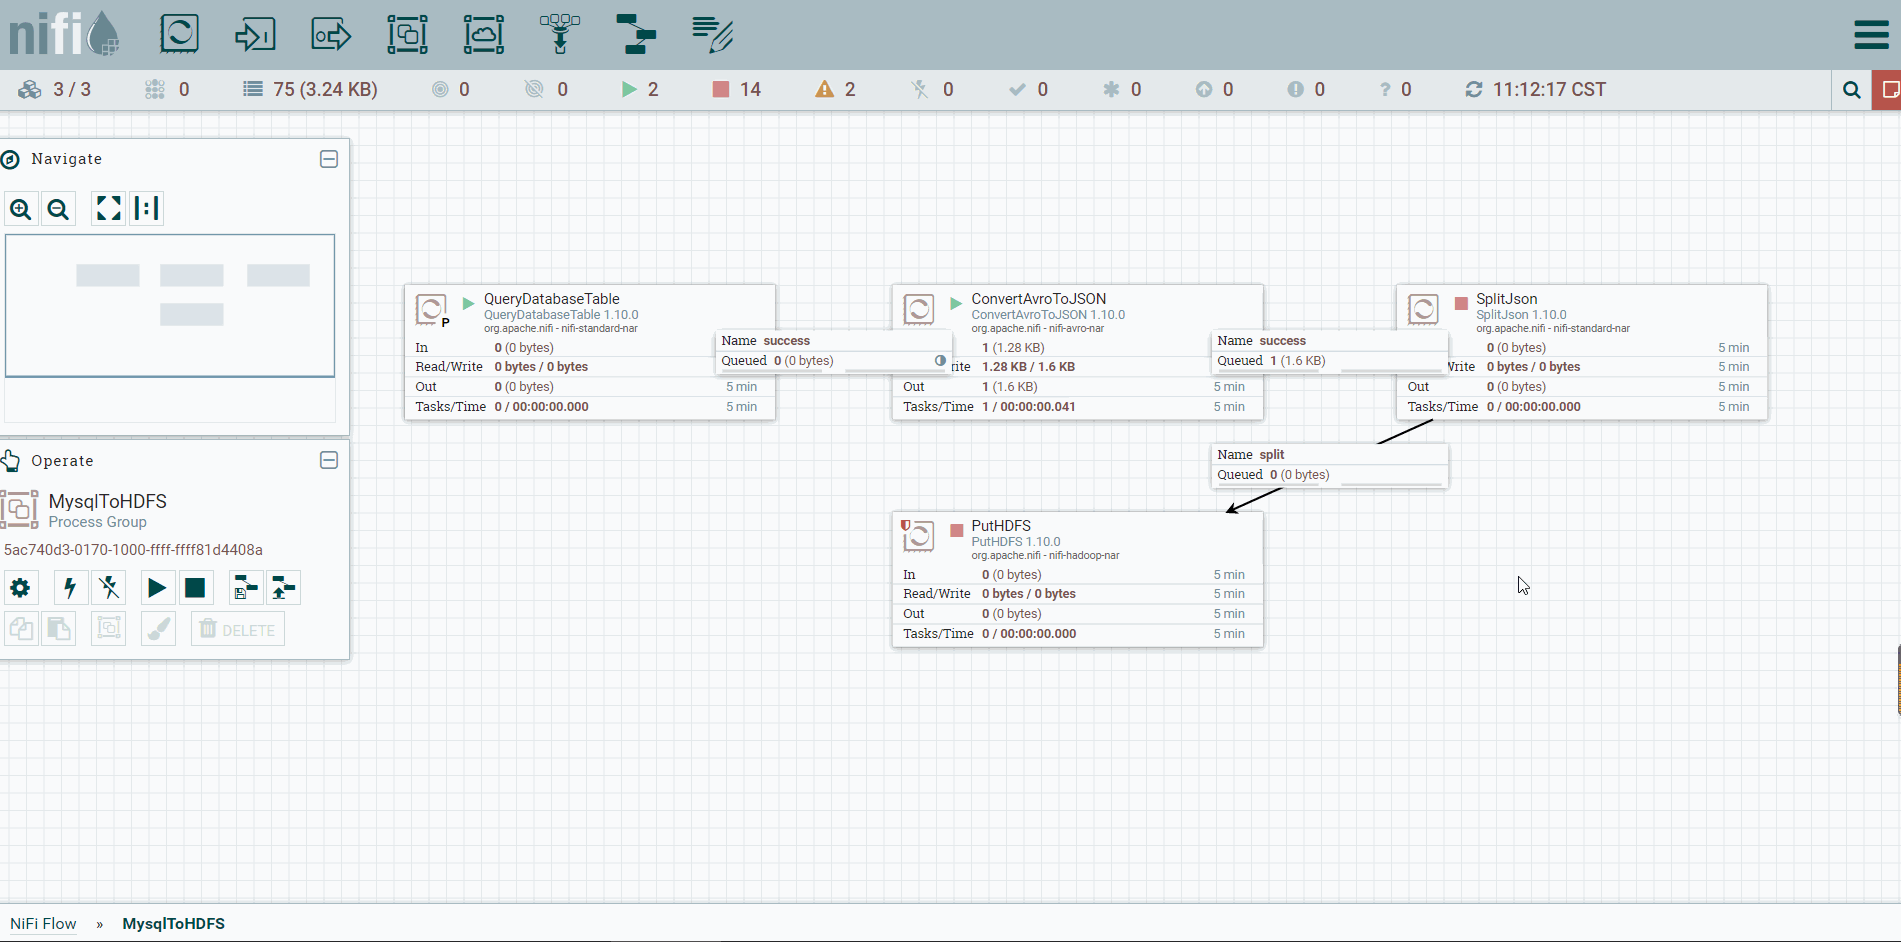 nifi
3 / 3 0 75 (3.24 KB) 0 0 2 14 2 0 0 0 0 0 ? 0 11:12:17 CST
Navigate
QueryDatabaseTable
QueryDatabaseTable 1.10.0
org.apache.nifi - nifi-standard-nar
P
In 0 (0 bytes)
Read/Write 0 bytes / 0 bytes
Out 0 (0 bytes) 5 min
Tasks/Time 0 / 00:00:00.000 5 min
Name success
Queued 0 (0 bytes)
ConvertAvroToJSON
ConvertAvroToJSON 1.10.0
org.apache.nifi - nifi-avro-nar
1 (1.28 KB)
ite 1.28 KB / 1.6 KB
Out 1 (1.6 KB) 5 min
Tasks/Time 1 / 00:00:00.041 5 min
Name success
Queued 1 (1.6 KB)
SplitJson
SplitJson 1.10.0
org.apache.nifi - nifi-standard-nar
0 (0 bytes) 5 min
Write 0 bytes / 0 bytes 5 min
Out 0 (0 bytes) 5 min
Tasks/Time 0 / 00:00:00.000 5 min
Name split
Queued 0 (0 bytes)
PutHDFS
PutHDFS 1.10.0
org.apache.nifi - nifi-hadoop-nar
In 0 (0 bytes) 5 min
Read/Write 0 bytes / 0 bytes 5 min
Out 0 (0 bytes) 5 min
Tasks/Time 0 / 00:00:00.000 5 min
Operate
MysqlToHDFS
Process Group
5ac740d3-0170-1000-ffff-ffff81d4408a
DELETE
NiFi Flow » MysqlToHDFS